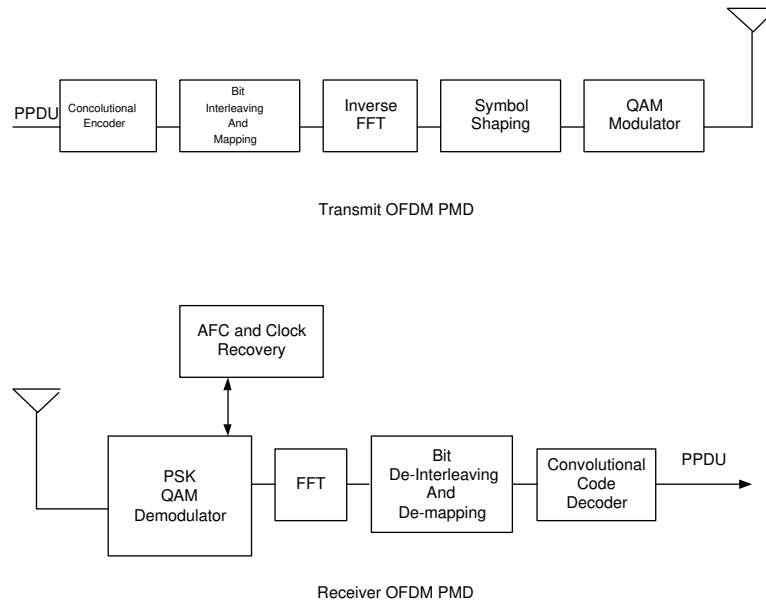 PPDU
Concolutional
Encoder
Bit
Interleaving
And
Mapping
Inverse
FFT
Symbol
Shaping
QAM
Modulator
Transmit OFDM PMD
AFC and Clock
Recovery
PSK
QAM
Demodulator
FFT
Bit
De-Interleaving
And
De-mapping
Convolutional
Code
Decoder
PPDU
Receiver OFDM PMD